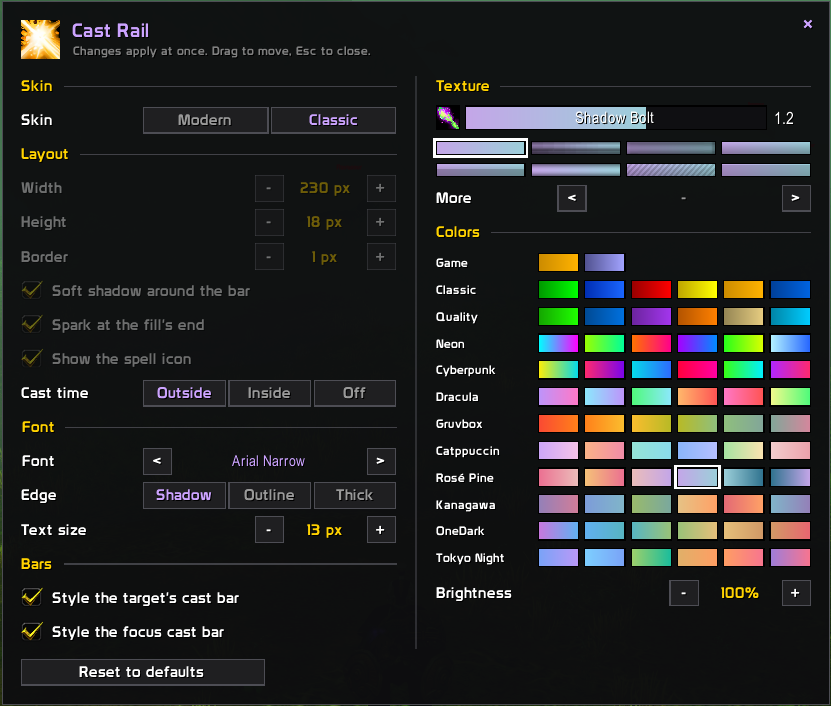 Cast Rail
×
Changes apply at once. Drag to move, Esc to close.
Skin
Skin Modern Classic
Layout
Width - 230 px +
Height - 18 px +
Border - 1 px +
Soft shadow around the bar
Spark at the fill's end
Show the spell icon
Cast time Outside Inside Off
Font
Font < Arial Narrow >
Edge Shadow Outline Thick
Text size - 13 px +
Bars
Style the target's cast bar
Style the focus cast bar
Reset to defaults
Texture
Shadow Bolt 1.2
More < - >
Colors
Game
Classic
Quality
Neon
Cyberpunk
Dracula
Gruvbox
Catppuccin
Rosé Pine
Kanagawa
OneDark
Tokyo Night
Brightness - 100% +